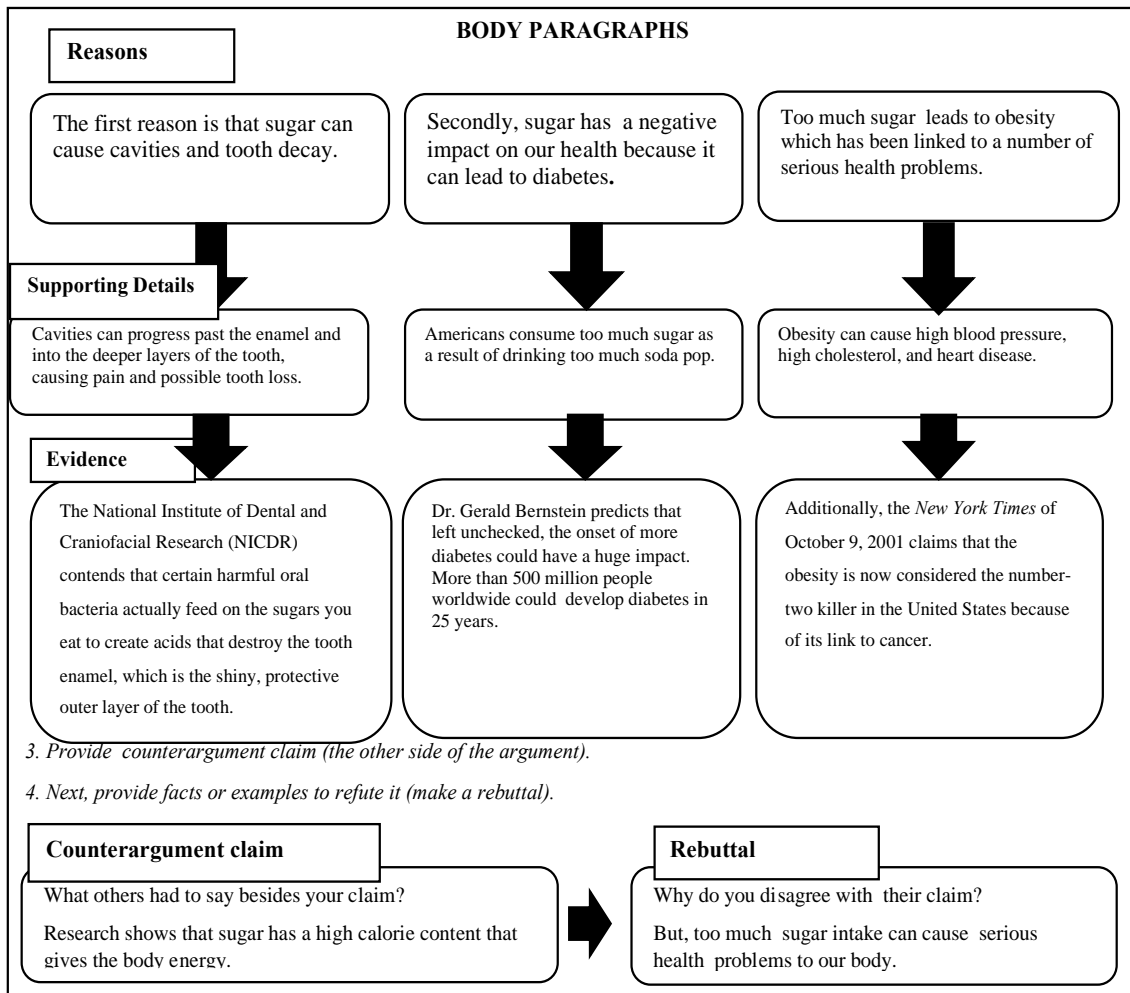 BODY PARAGRAPHS
Reasons
The first reason is that sugar can
cause cavities and tooth decay.
Secondly, sugar has a negative
impact on our health because it
can lead to diabetes.
Too much sugar leads to obesity
which has been linked to a number of
serious health problems.
Supporting Details
Cavities can progress past the enamel and
into the deeper layers of the tooth,
causing pain and possible tooth loss.
Americans consume too much sugar as
a result of drinking too much soda pop.
Obesity can cause high blood pressure,
high cholesterol, and heart disease.
Evidence
The National Institute of Dental and
Craniofacial Research (NICDR)
contends that certain harmful oral
bacteria actually feed on the sugars you
eat to create acids that destroy the tooth
enamel, which is the shiny, protective
outer layer of the tooth.
Dr. Gerald Bernstein predicts that
left unchecked, the onset of more
diabetes could have a huge impact.
More than 500 million people
worldwide could develop diabetes in
25 years.
Additionally, the New York Times of
October 9, 2001 claims that the
obesity is now considered the number-
two killer in the United States because
of its link to cancer.
3. Provide counterargument claim (the other side of the argument).
4. Next, provide facts or examples to refute it (make a rebuttal).
Counterargument claim
What others had to say besides your claim?
Research shows that sugar has a high calorie content that
gives the body energy.
Rebuttal
Why do you disagree with their claim?
But, too much sugar intake can cause serious
health problems to our body.